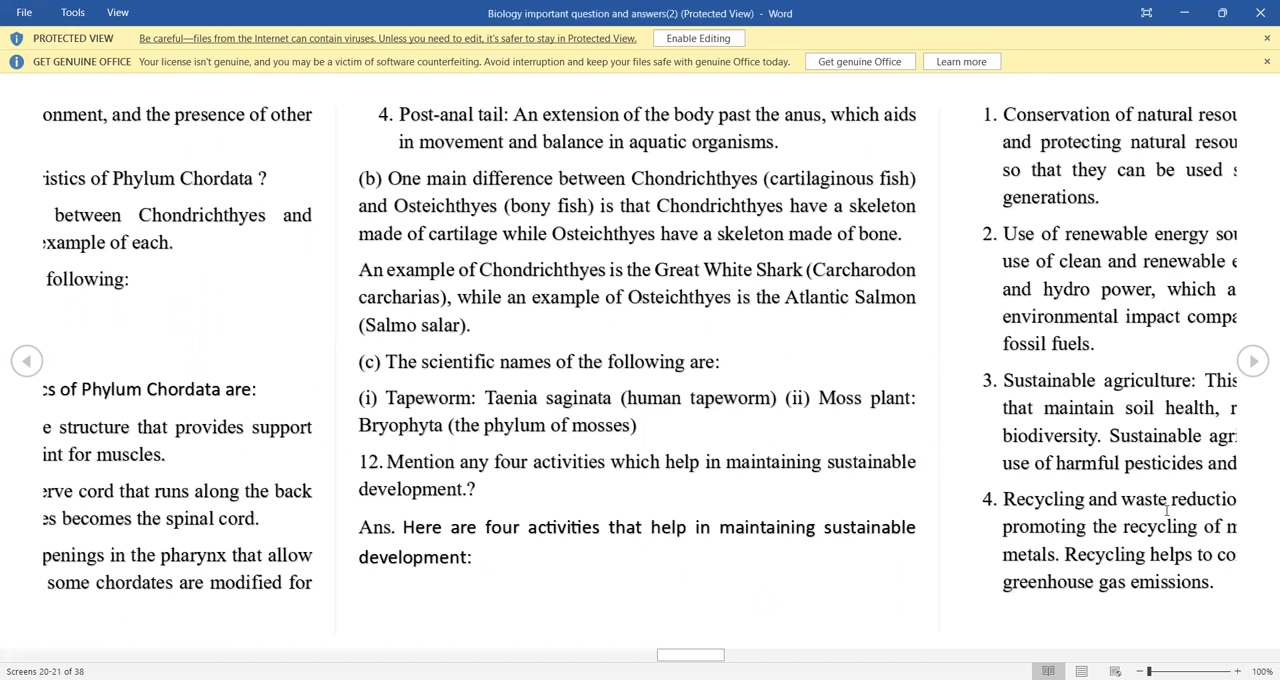 File Tools View Biology important question and answers(2) (Protected View) - Word
PROTECTED VIEW Be careful—files from the Internet can contain viruses. Unless you need to edit, it's safer to stay in Protected View. Enable Editing
GET GENUINE OFFICE Your license isn't genuine, and you may be a victim of software counterfeiting. Avoid interruption and keep your files safe with genuine Office today. Get genuine Office Learn more
onment, and the presence of other
istics of Phylum Chordata ?
between Chondrichthyes and
example of each.
following:
cs of Phylum Chordata are:
e structure that provides support
int for muscles.
erve cord that runs along the back
es becomes the spinal cord.
penings in the pharynx that allow
some chordates are modified for
4. Post-anal tail: An extension of the body past the anus, which aids
in movement and balance in aquatic organisms.
(b) One main difference between Chondrichthyes (cartilaginous fish)
and Osteichthyes (bony fish) is that Chondrichthyes have a skeleton
made of cartilage while Osteichthyes have a skeleton made of bone.
An example of Chondrichthyes is the Great White Shark (Carcharodon
carcharias), while an example of Osteichthyes is the Atlantic Salmon
(Salmo salar).
(c) The scientific names of the following are:
(i) Tapeworm: Taenia saginata (human tapeworm) (ii) Moss plant:
Bryophyta (the phylum of mosses)
12. Mention any four activities which help in maintaining sustainable
development.?
Ans. Here are four activities that help in maintaining sustainable
development:
1. Conservation of natural resou
and protecting natural resou
so that they can be used
generations.
2. Use of renewable energy sou
use of clean and renewable e
and hydro power, which a
environmental impact compa
fossil fuels.
3. Sustainable agriculture: This
that maintain soil health, r
biodiversity. Sustainable agri
use of harmful pesticides and
4. Recycling and waste reductio
promoting the recycling of m
metals. Recycling helps to co
greenhouse gas emissions.
Screens 20-21 of 38 100%